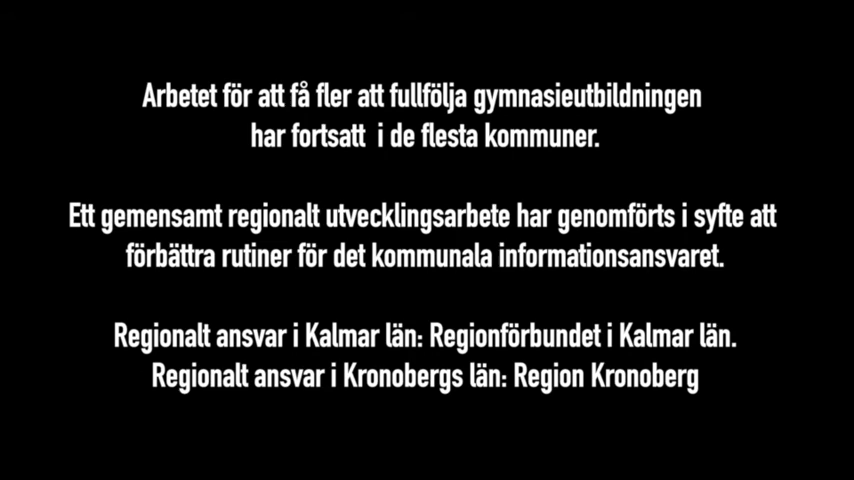 Arbetet för att få fler att fullfölja gymnasieutbildningen
har fortsatt i de flesta kommuner.
Ett gemensamt regionalt utvecklingsarbete har genomförts i syfte att
förbättra rutiner för det kommunala informationsansvaret.
Regionalt ansvar i Kalmar län: Regionförbundet i Kalmar län.
Regionalt ansvar i Kronobergs län: Region Kronoberg